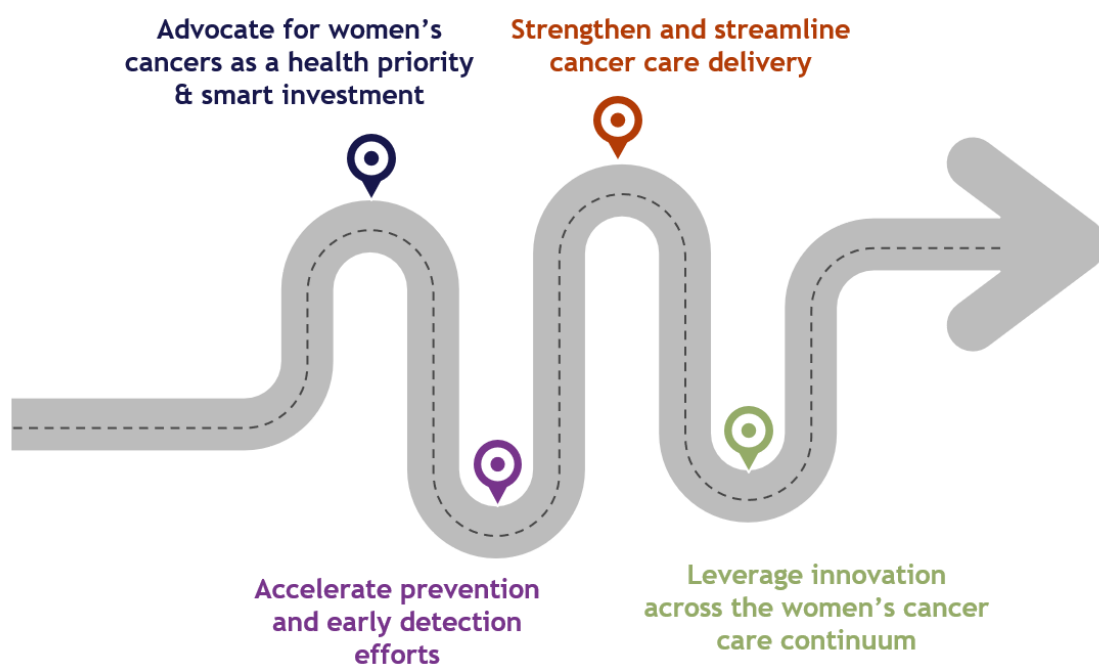 Advocate for women’s
cancers as a health priority
& smart investment
Strengthen and streamline
cancer care delivery
Accelerate prevention
and early detection
efforts
Leverage innovation
across the women’s cancer
care continuum